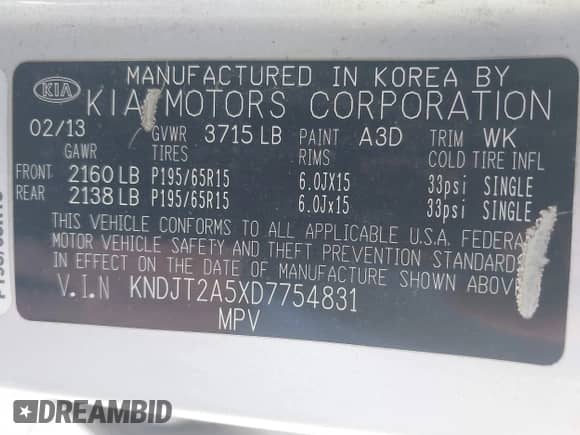 MANUFACTURED IN KOREA BY
KIA KIA MOTORS CORPORATION
02/13 GVWR 3715 LB PAINT A3D TRIM WK
GAWR TIRES RIMS COLD TIRE INFL
FRONT 2160 LB P195/65R15 6.0JX15 33psi SINGLE
REAR 2138 LB P195/65R15 6.0Jx15 33psi SINGLE
THIS VEHICLE CONFORMS TO ALL APPLICABLE U.S.A. FEDERA
MOTOR VEHICLE SAFETY AND THEFT PREVENTION STANDARDS
IN EFFECT ON THE DATE OF MANUFACTURE SHOWN ABOVE
V.I.N KNDJT2A5XD7754831
MPV
DREAMBID